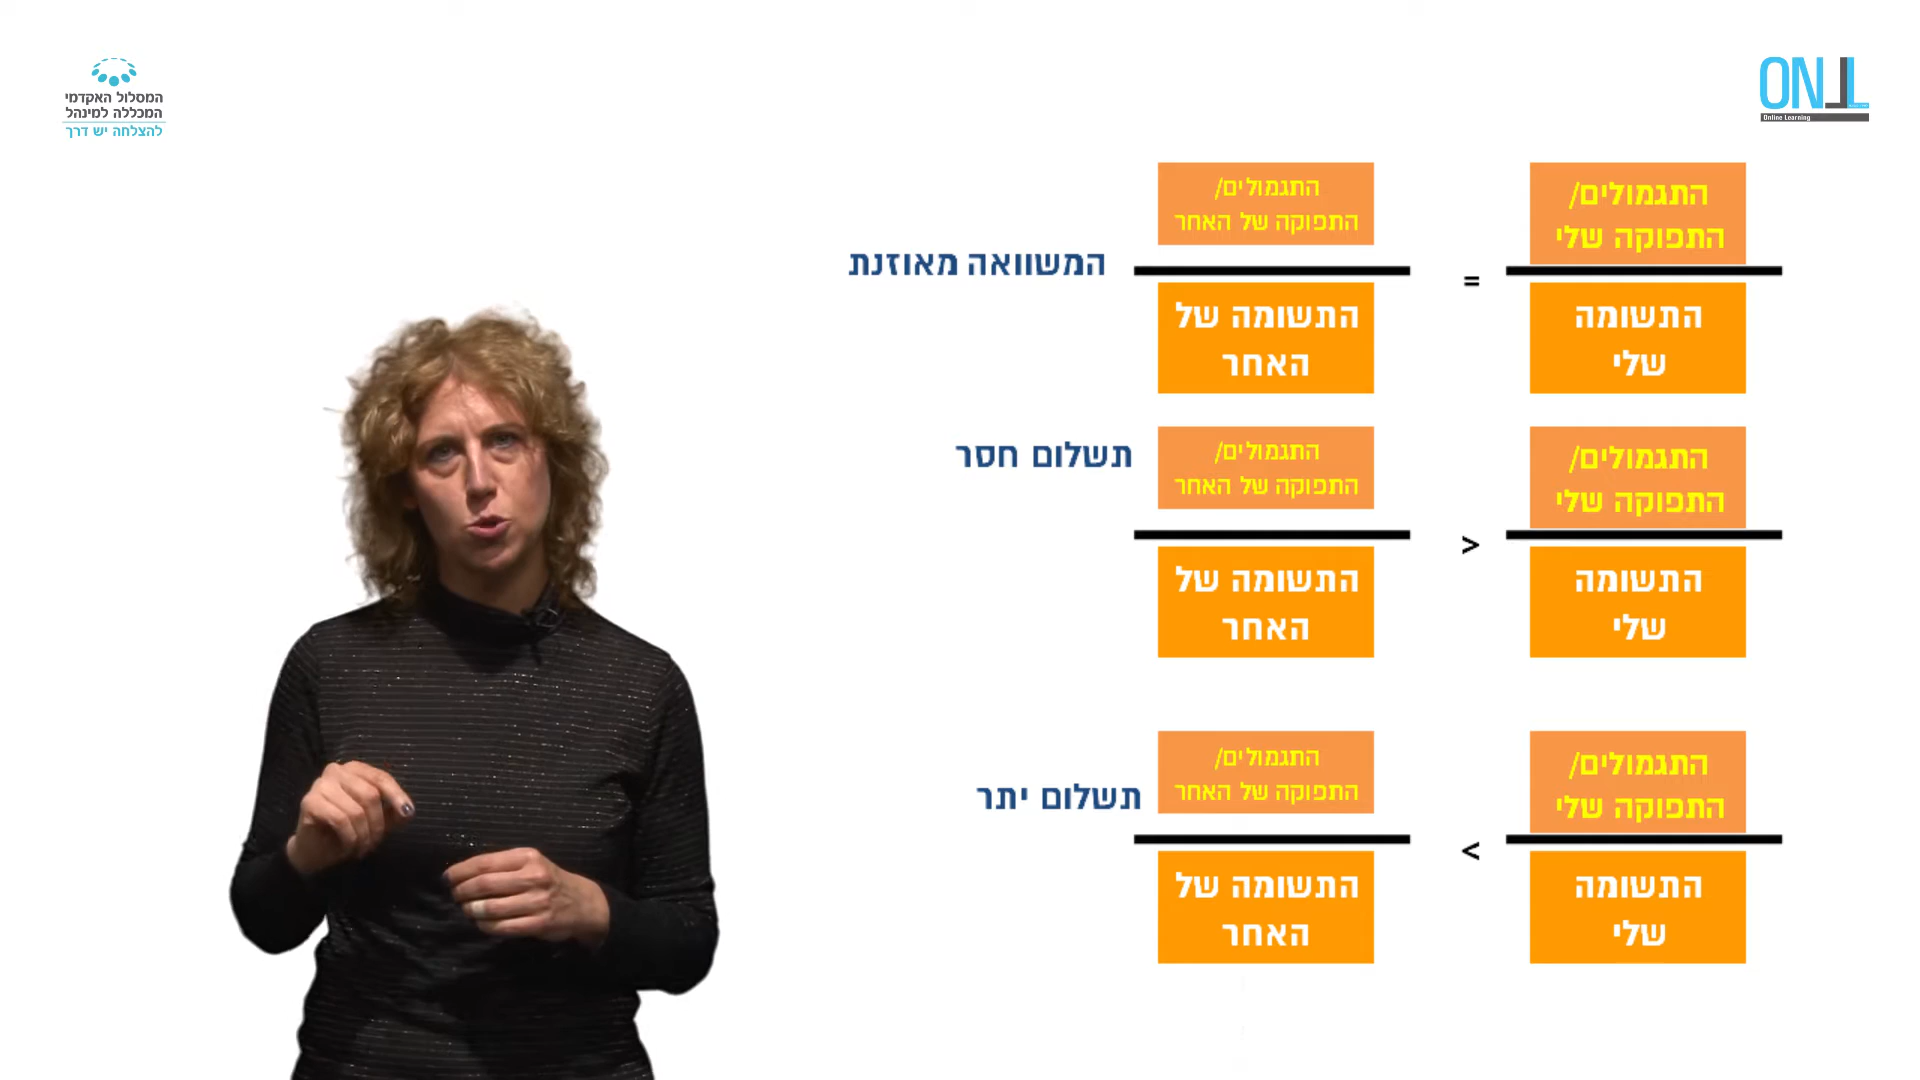 המסלול האקדמי
המכללה למינהל
להצלחה יש דרך
ONLL
Online Learning
התגמולים/
התפוקה שלי
התשומה
שלי
=
התגמולים/
התפוקה של האחר
התשומה של
האחר
המשוואה מאוזנת
התגמולים/
התפוקה שלי
התשומה
שלי
>
התגמולים/
התפוקה של האחר
התשומה של
האחר
תשלום חסר
התגמולים/
התפוקה שלי
התשומה
שלי
<
התגמולים/
התפוקה של האחר
התשומה של
האחר
תשלום יתר